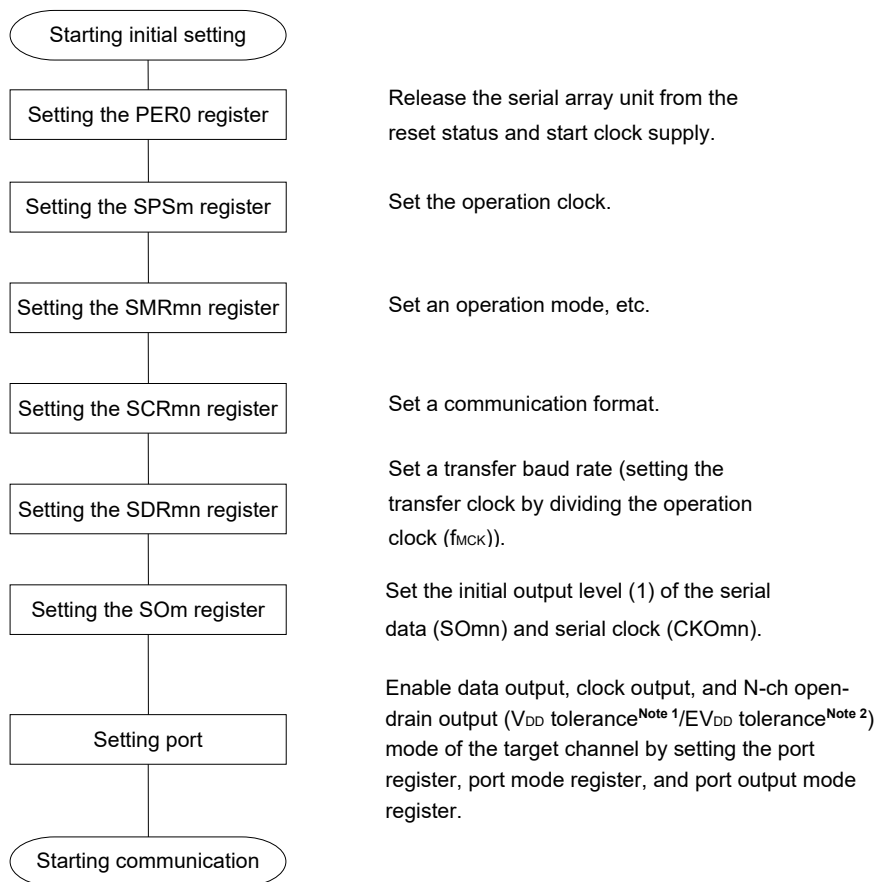 Starting initial setting
Setting the PER0 register
Release the serial array unit from the
reset status and start clock supply.
Setting the SPSm register
Set the operation clock.
Setting the SMRmn register
Set an operation mode, etc.
Setting the SCRmn register
Set a communication format.
Setting the SDRmn register
Set a transfer baud rate (setting the
transfer clock by dividing the operation
clock (fMCK)).
Setting the SOm register
Set the initial output level (1) of the serial
data (SOmn) and serial clock (CKOmn).
Setting port
Enable data output, clock output, and N-ch open-
drain output (VDD toleranceNote 1/EVDD toleranceNote 2)
mode of the target channel by setting the port
register, port mode register, and port output mode
register.
Starting communication